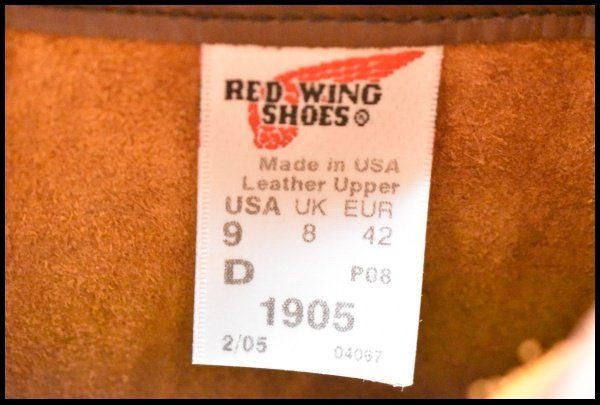 RED WING
SHOES ®
Made in USA
Leather Upper
USA UK EUR
9 8 42
D P08
1905
2/05 04067